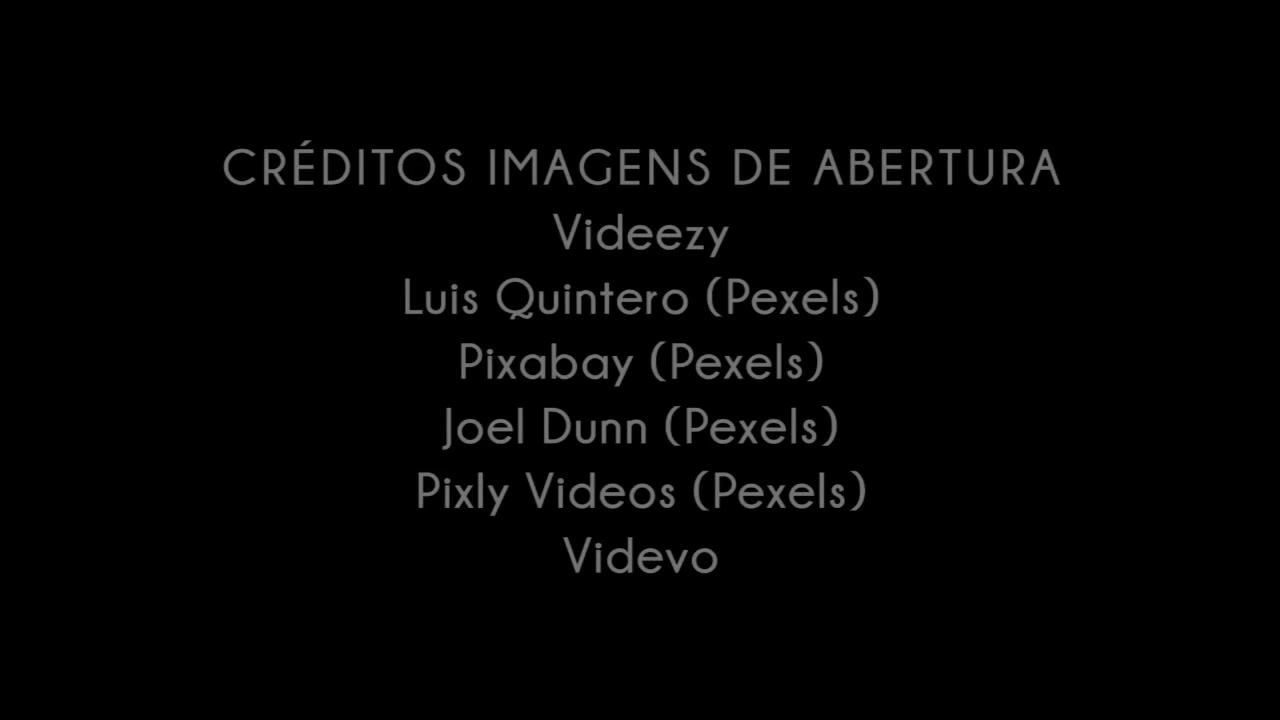 CRÉDITOS IMAGENS DE ABERTURA
Videezy
Luis Quintero (Pexels)
Pixabay (Pexels)
Joel Dunn (Pexels)
Pixly Videos (Pexels)
Videvo